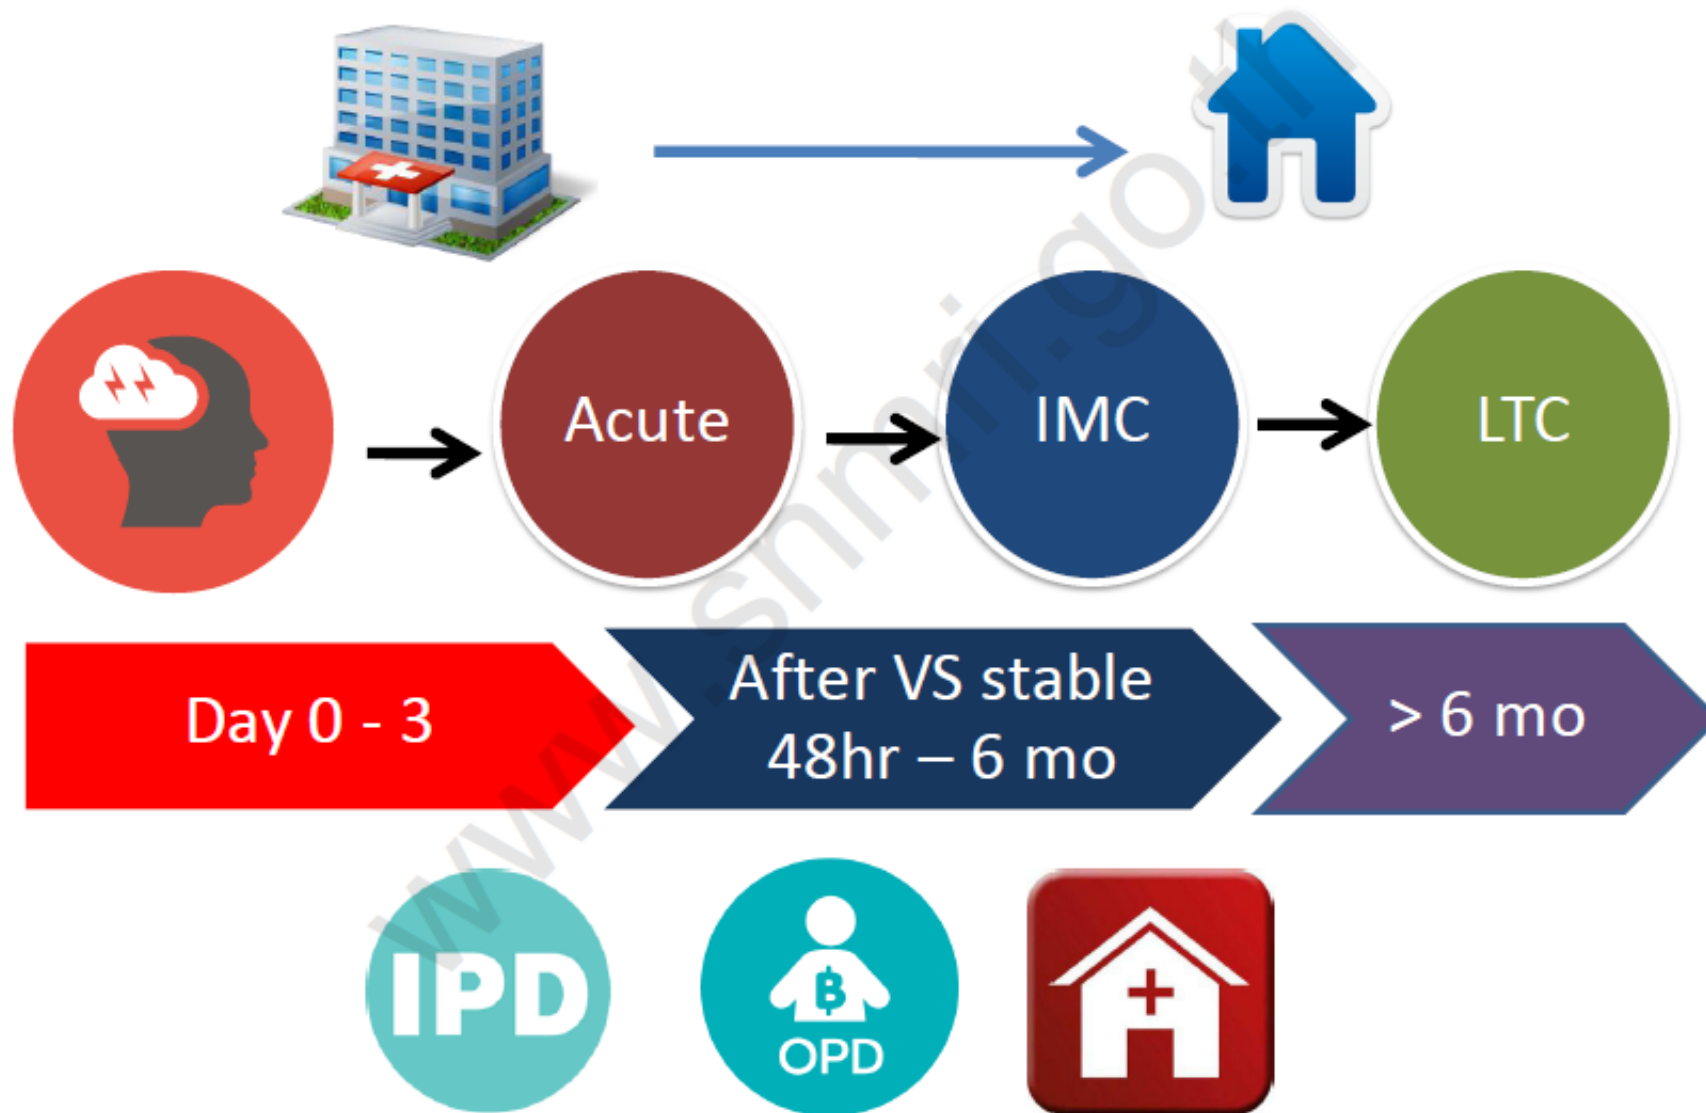 Acute
IMC
LTC
Day 0 - 3
After VS stable
48hr – 6 mo
> 6 mo
IPD
฿
OPD
www.snmri.go.th